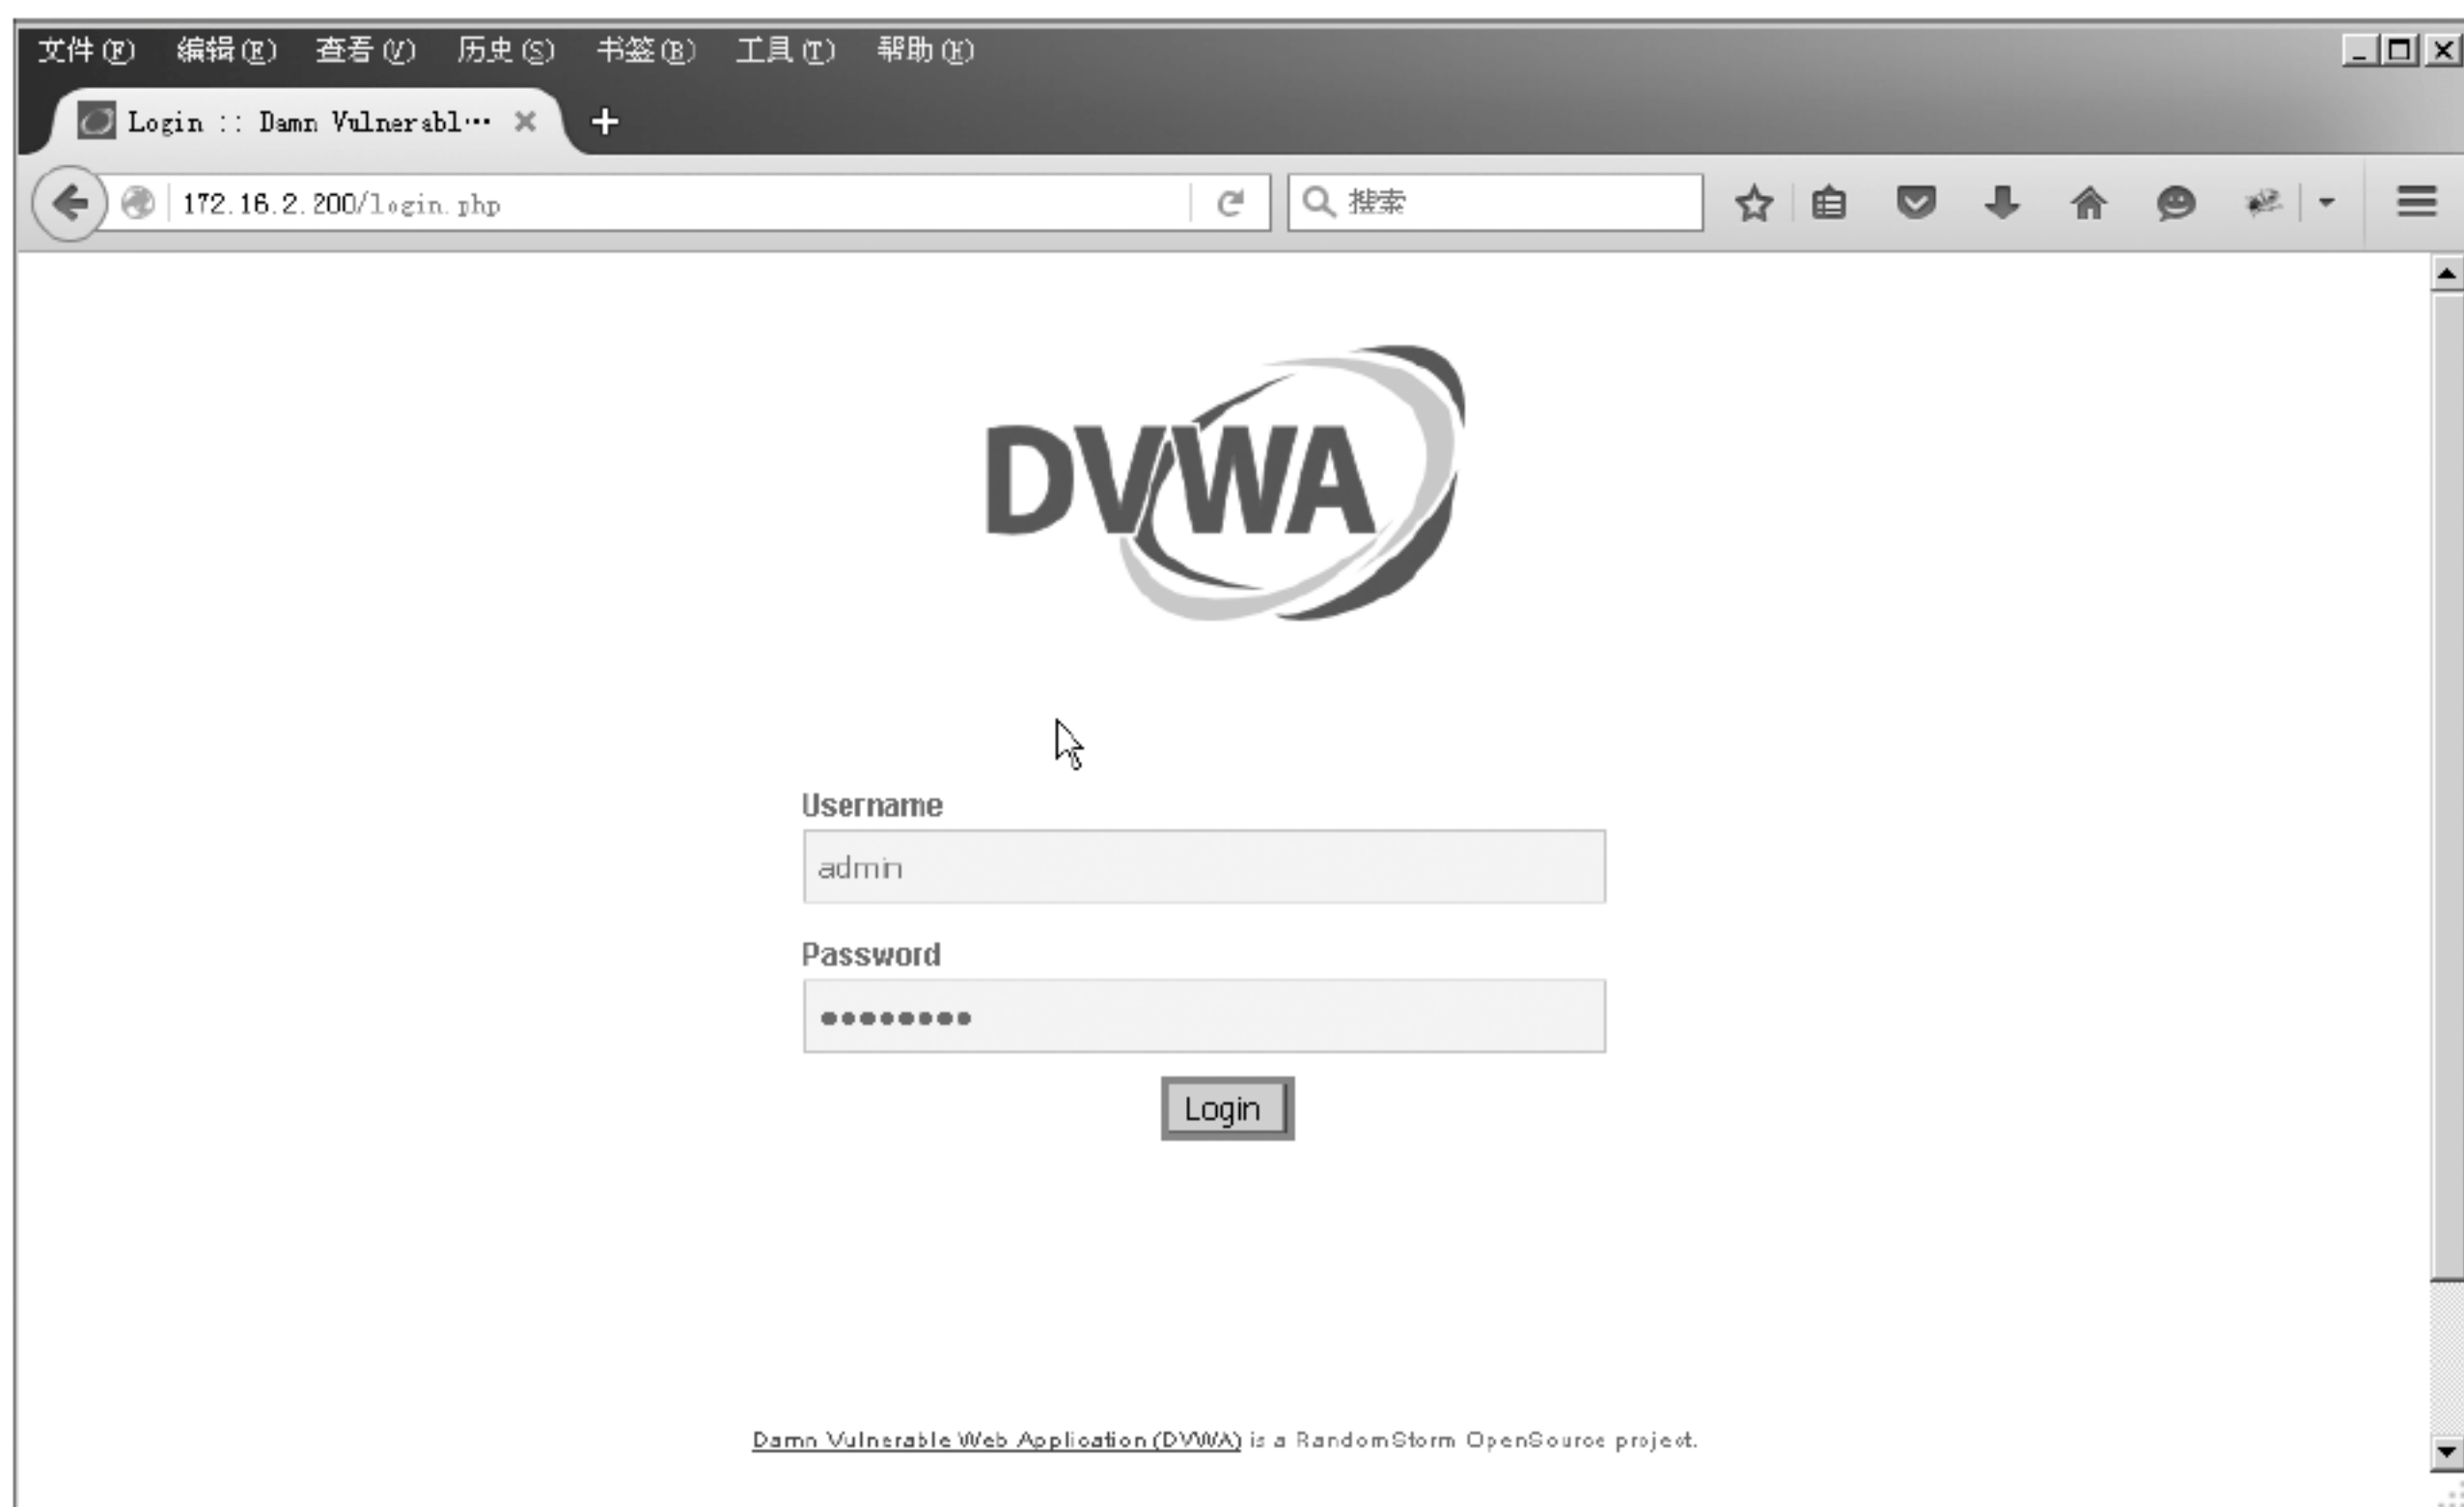 文件(F) 编辑(E) 查看(V) 历史(S) 书签(B) 工具(T) 帮助(H)
Login :: Damn Vulnerabl...
172.16.2.200/login.php 搜索
DVWA
Username
admin
Password
••••••••
Login
Damn Vulnerable Web Application (DVWA) is a RandomStorm OpenSource project.